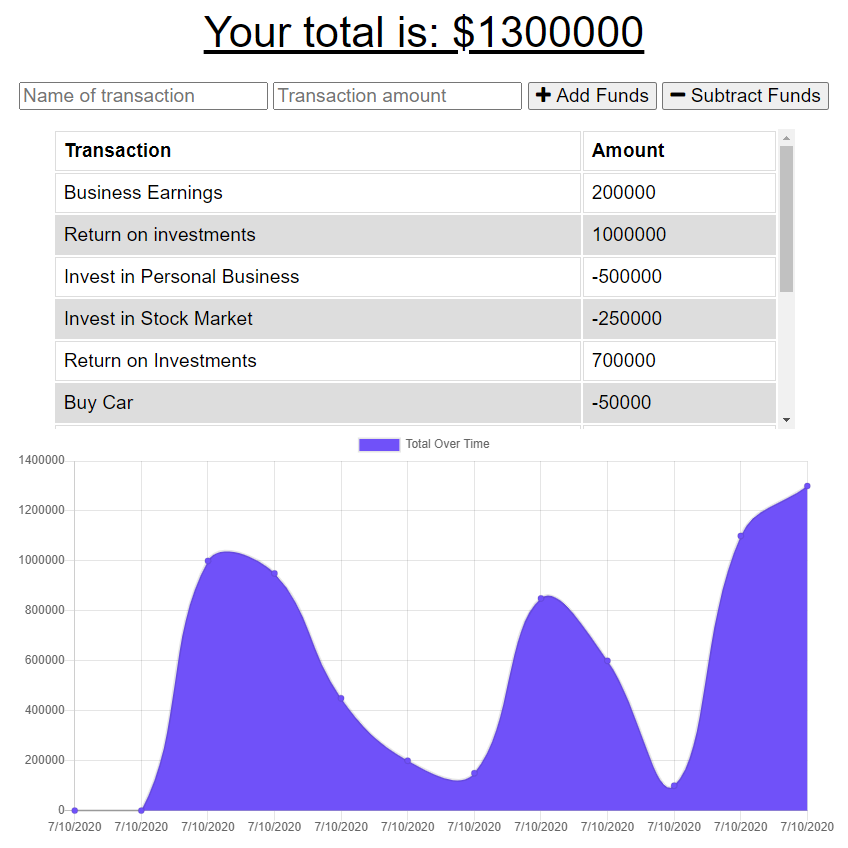 Your total is: $1300000
Name of transaction Transaction amount Add Funds Subtract Funds
Transaction Amount
Business Earnings 200000
Return on investments 1000000
Invest in Personal Business -500000
Invest in Stock Market -250000
Return on Investments 700000
Buy Car -50000
Total Over Time
1400000
1200000
1000000
800000
600000
400000
200000
0
7/10/2020 7/10/2020 7/10/2020 7/10/2020 7/10/2020 7/10/2020 7/10/2020 7/10/2020 7/10/2020 7/10/2020 7/10/2020 7/10/2020